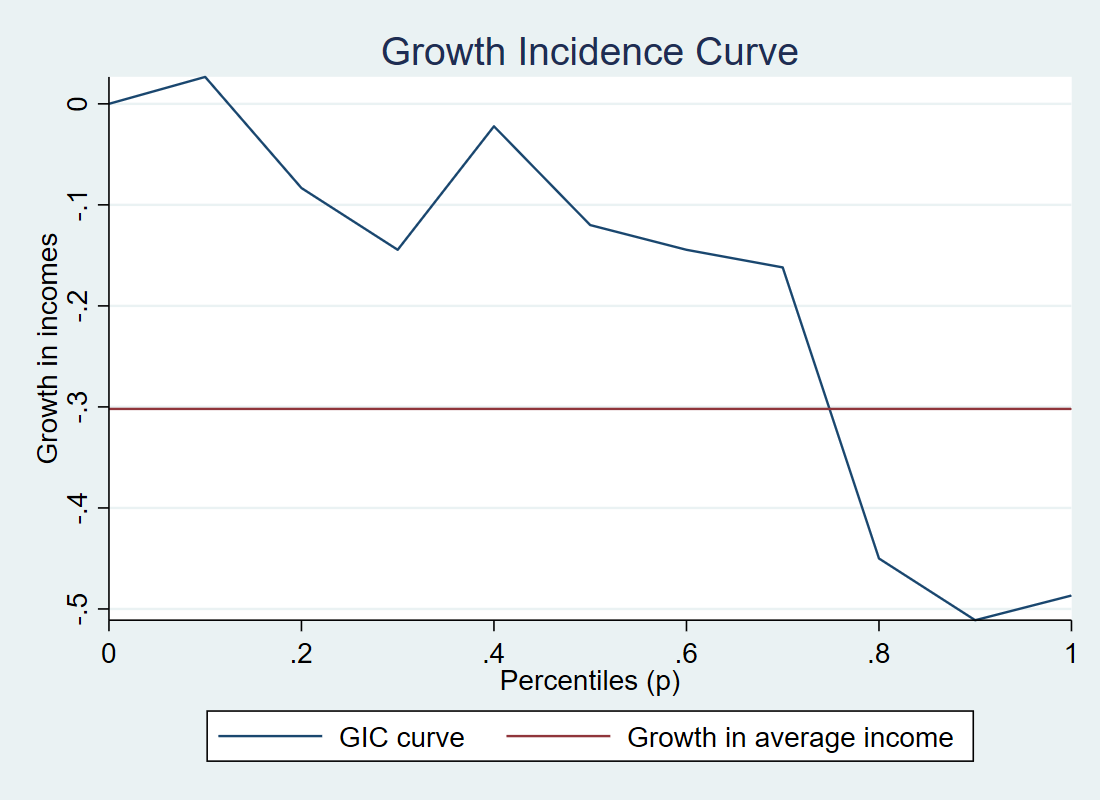 Growth Incidence Curve
Growth in incomes
0
-.1
-.2
-.3
-.4
-.5
0 .2 .4 .6 .8 1
Percentiles (p)
GIC curve Growth in average income